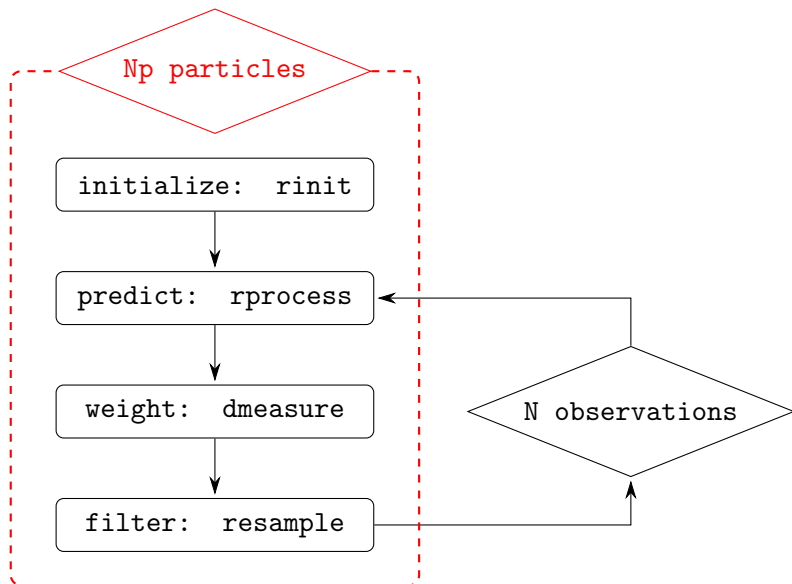 Np particles
initialize: rinit
predict: rprocess
weight: dmeasure
N observations
filter: resample